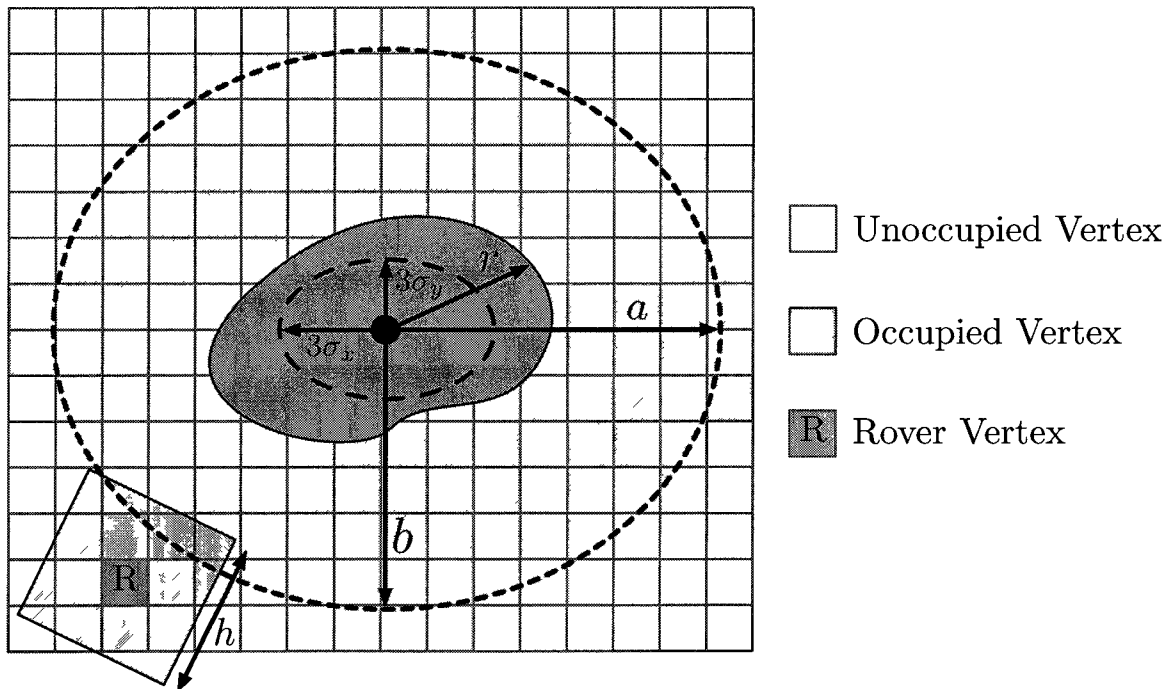 r
3σ_y
a
3σ_x
b
R
h
Unoccupied Vertex
Occupied Vertex
R Rover Vertex